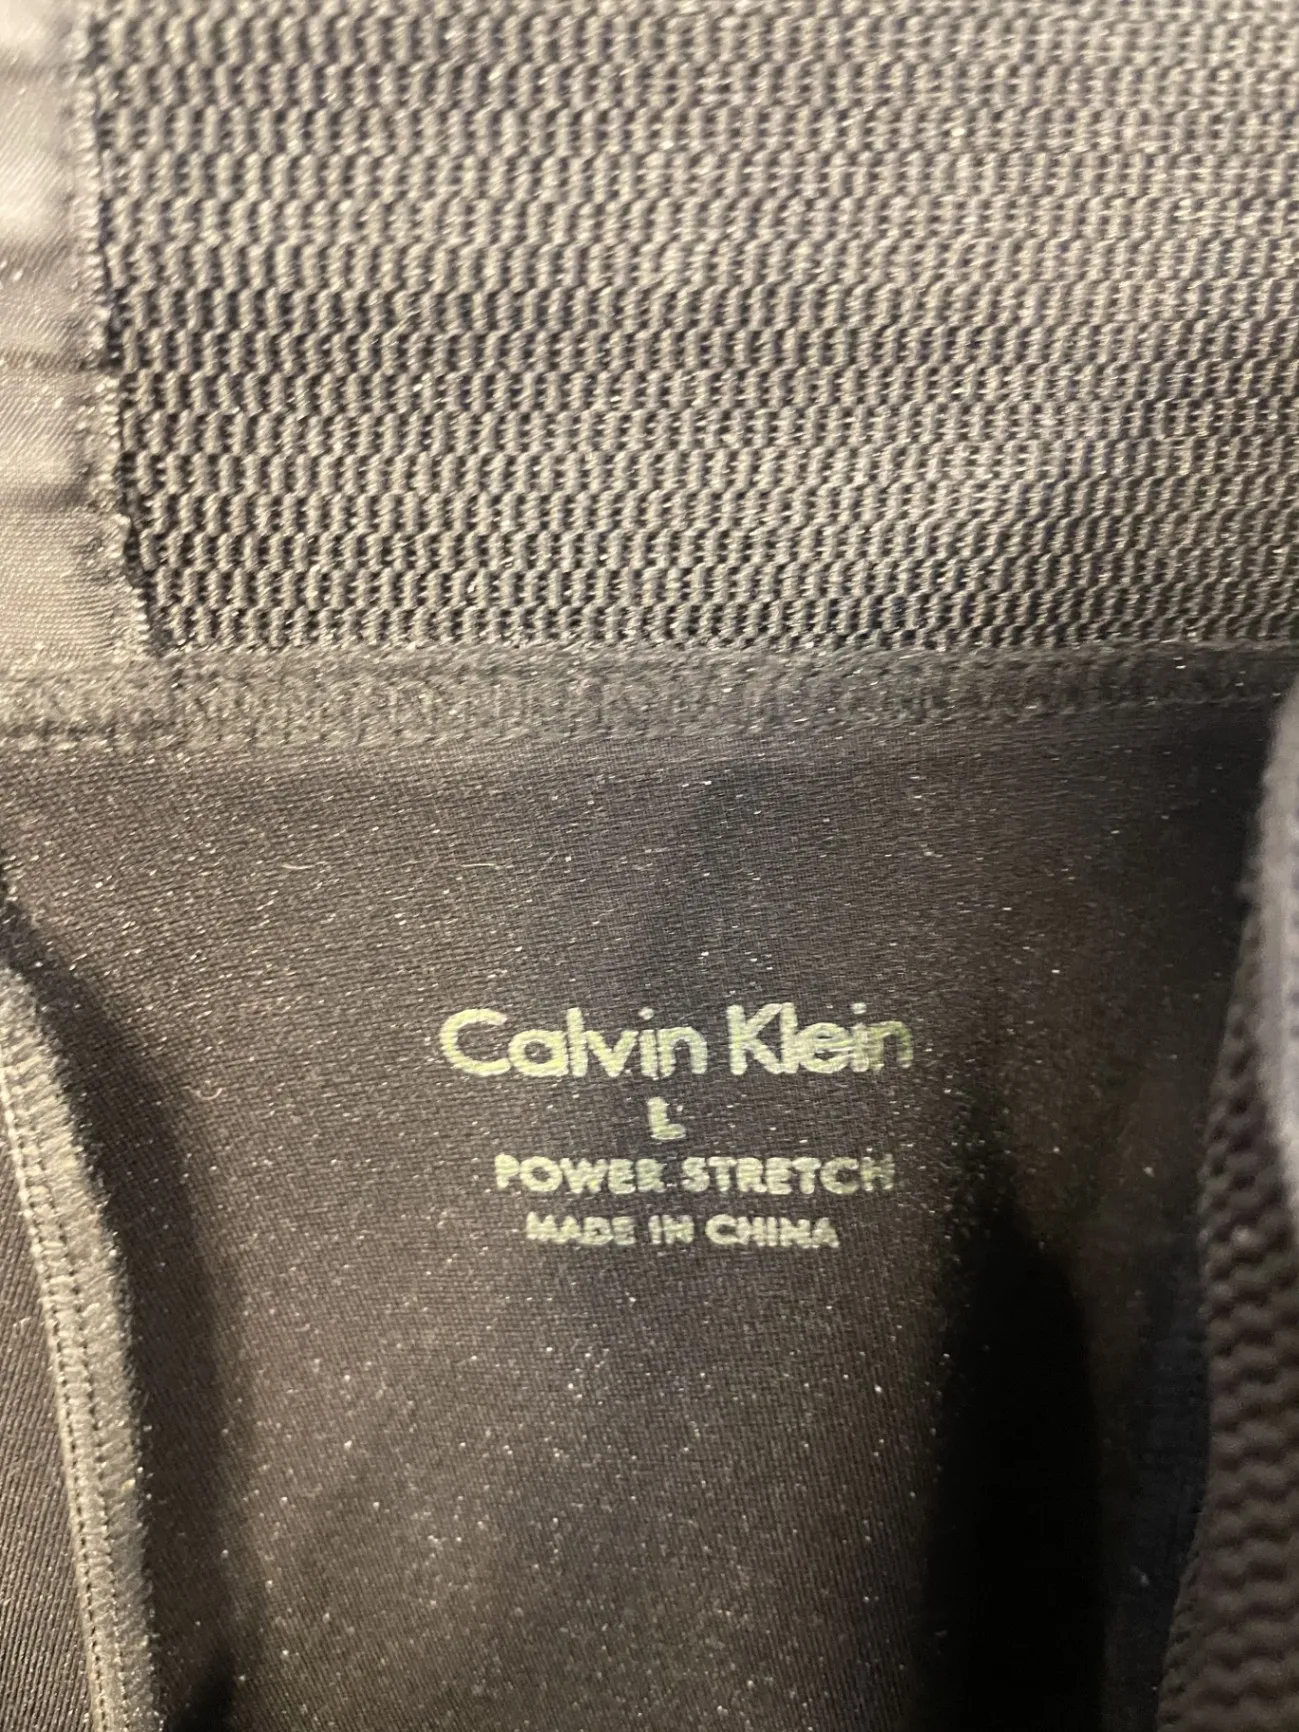 Calvin Klein
L
POWER STRETCH
MADE IN CHINA